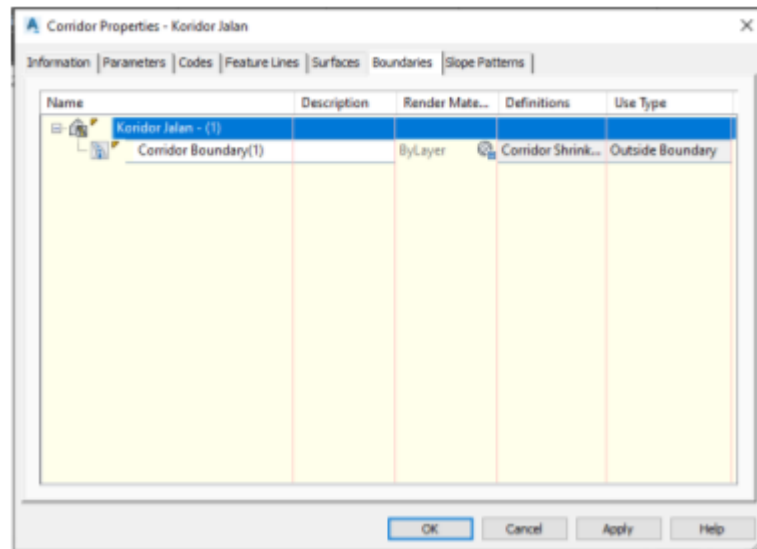 Corridor Properties - Koridor Jalan
Information Parameters Codes Feature Lines Surfaces Boundaries Slope Patterns
Name Description Render Mate... Definitions Use Type
Koridor Jalan - (1)
Corridor Boundary(1) ByLayer Corridor Shrink... Outside Boundary
OK Cancel Apply Help